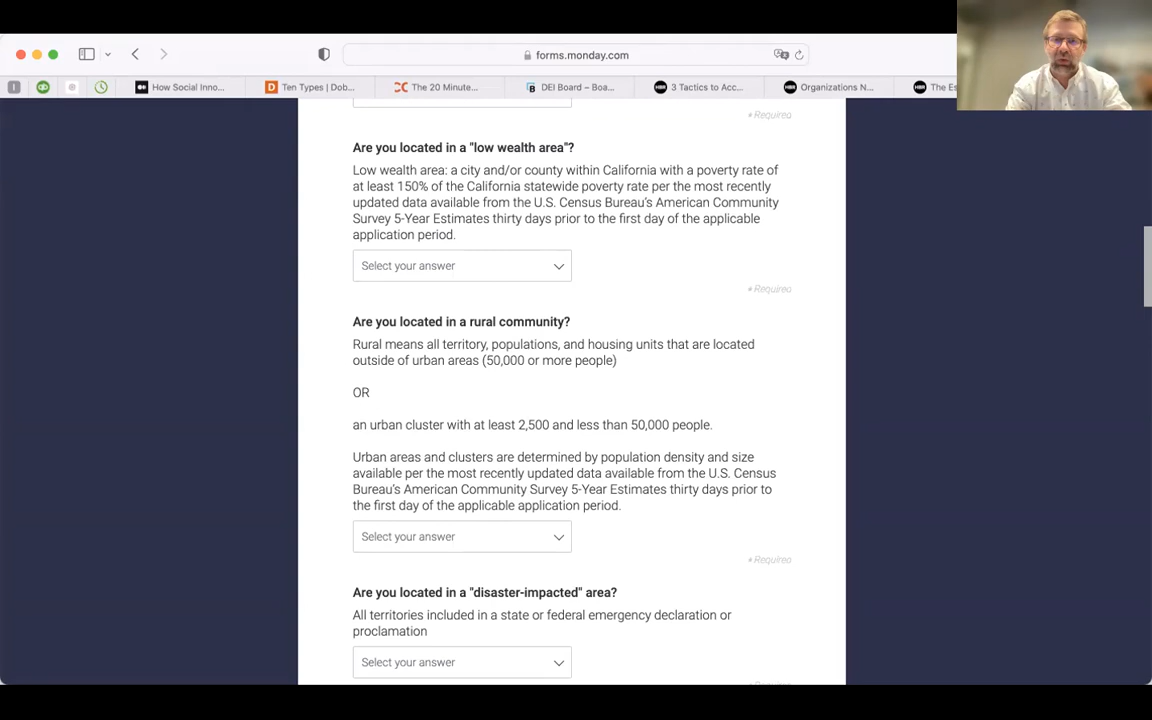 forms.monday.com
How Social Inno...
Ten Types | Dob...
The 20 Minute...
DEI Board – Boa...
HBR
3 Tactics to Acc...
HBR
Organizations N...
HBR
The Es
* Required
Are you located in a "low wealth area"?
Low wealth area: a city and/or county within California with a poverty rate of
at least 150% of the California statewide poverty rate per the most recently
updated data available from the U.S. Census Bureau's American Community
Survey 5-Year Estimates thirty days prior to the first day of the applicable
application period.
Select your answer
* Required
Are you located in a rural community?
Rural means all territory, populations, and housing units that are located
outside of urban areas (50,000 or more people)
OR
an urban cluster with at least 2,500 and less than 50,000 people.
Urban areas and clusters are determined by population density and size
available per the most recently updated data available from the U.S. Census
Bureau's American Community Survey 5-Year Estimates thirty days prior to
the first day of the applicable application period.
Select your answer
* Required
Are you located in a "disaster-impacted" area?
All territories included in a state or federal emergency declaration or
proclamation
Select your answer